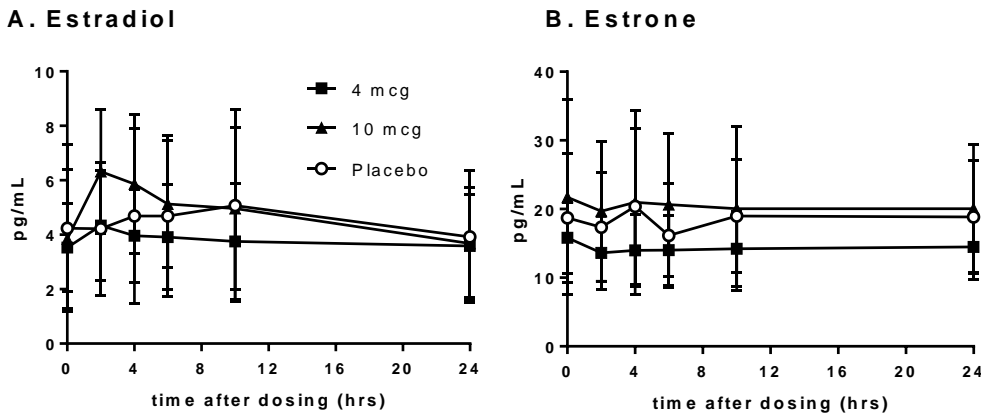 A. Estradiol
10
8
6
4
2
0
pg/mL
4 mcg
10 mcg
Placebo
0 4 8 12 16 20 24
time after dosing (hrs)
B. Estrone
40
30
20
10
0
pg/mL
0 4 8 12 16 20 24
time after dosing (hrs)